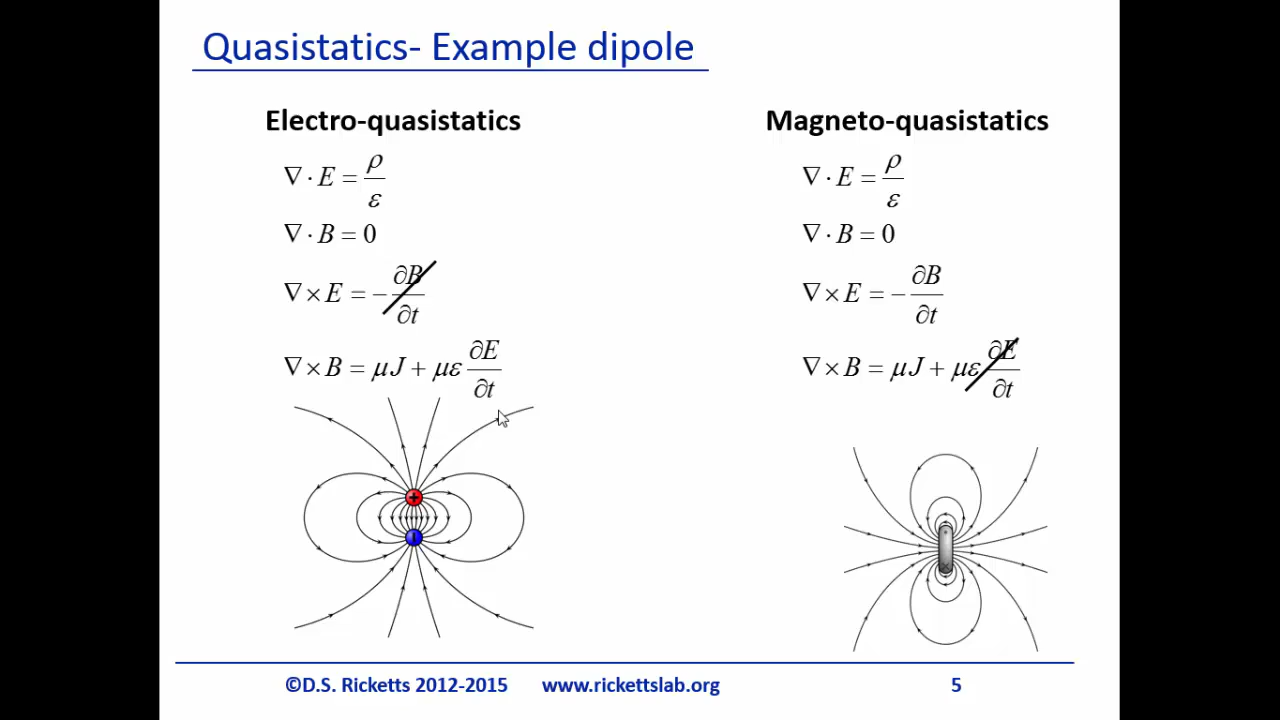 Quasistatics- Example dipole
Electro-quasistatics
∇ · E = ρ/ε
∇ · B = 0
∇ × E = − ∂B/∂t
∇ × B = μJ + με ∂E/∂t
+
Magneto-quasistatics
∇ · E = ρ/ε
∇ · B = 0
∇ × E = − ∂B/∂t
∇ × B = μJ + με ∂E/∂t
©D.S. Ricketts 2012-2015 www.rickettslab.org 5